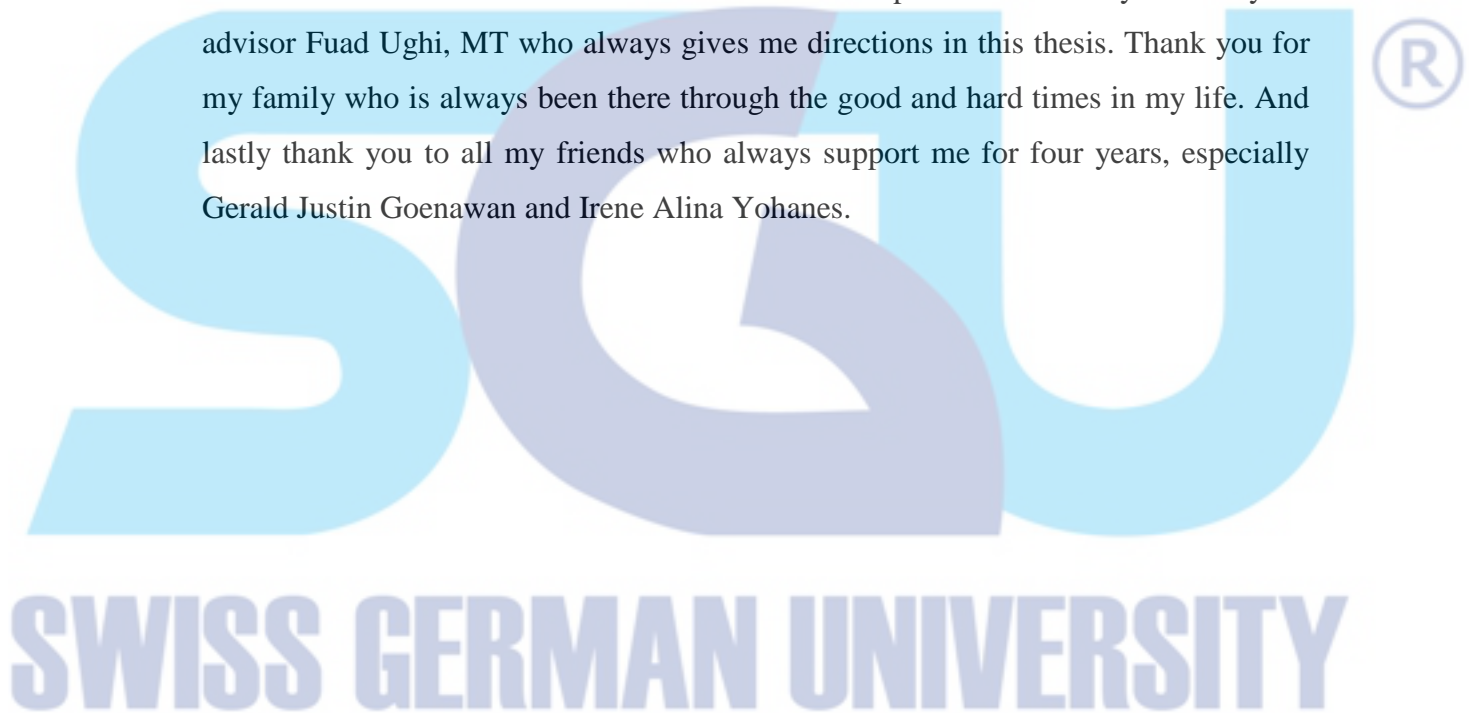 advisor Fuad Ughi, MT who always gives me directions in this thesis. Thank you for
my family who is always been there through the good and hard times in my life. And
lastly thank you to all my friends who always support me for four years, especially
Gerald Justin Goenawan and Irene Alina Yohanes.
SGU
®
SWISS GERMAN UNIVERSITY